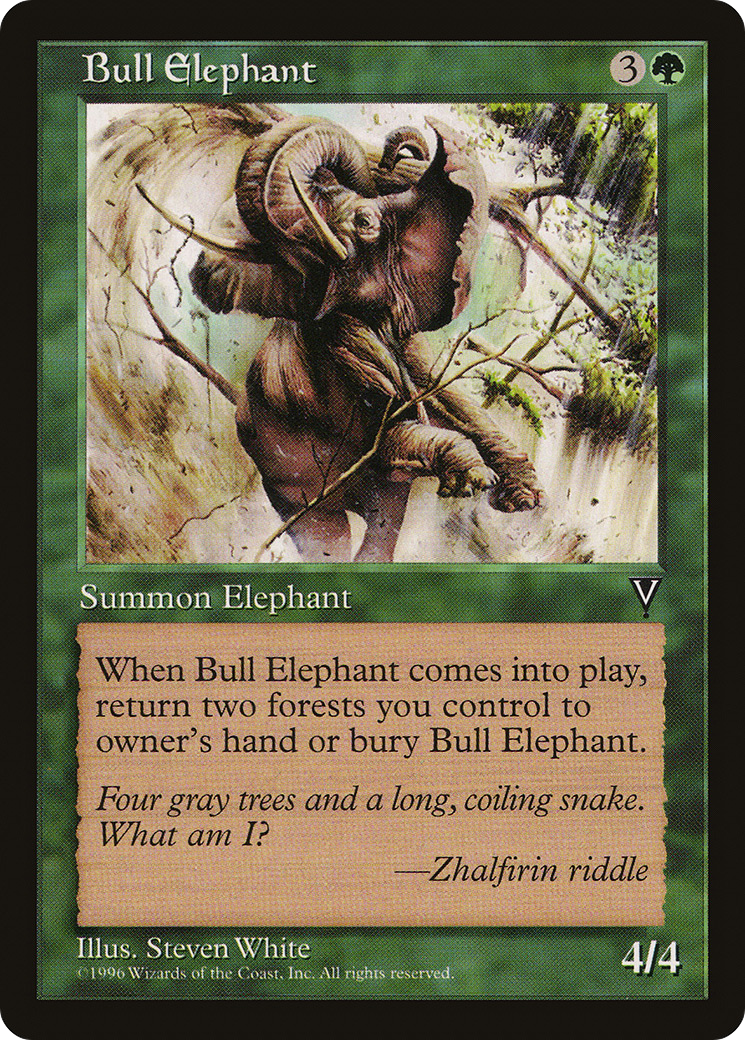 Bull Elephant 3
Summon Elephant V
When Bull Elephant comes into play,
return two forests you control to
owner's hand or bury Bull Elephant.
Four gray trees and a long, coiling snake.
What am I?
—Zhalfirin riddle
Illus. Steven White
©1996 Wizards of the Coast, Inc. All rights reserved.
4/4